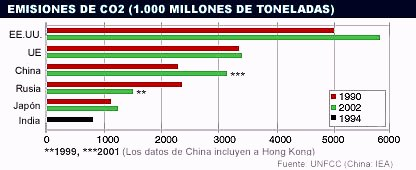 EMISIONES DE CO2 (1.000 MILLONES DE TONELADAS)
EE.UU.
UE
China
***
Rusia
**
Japón
India
1990
2002
1994
0 1000 2000 3000 4000 5000 6000
**1999, ***2001 (Los datos de China incluyen a Hong Kong)
Fuente: UNFCC (China: IEA)